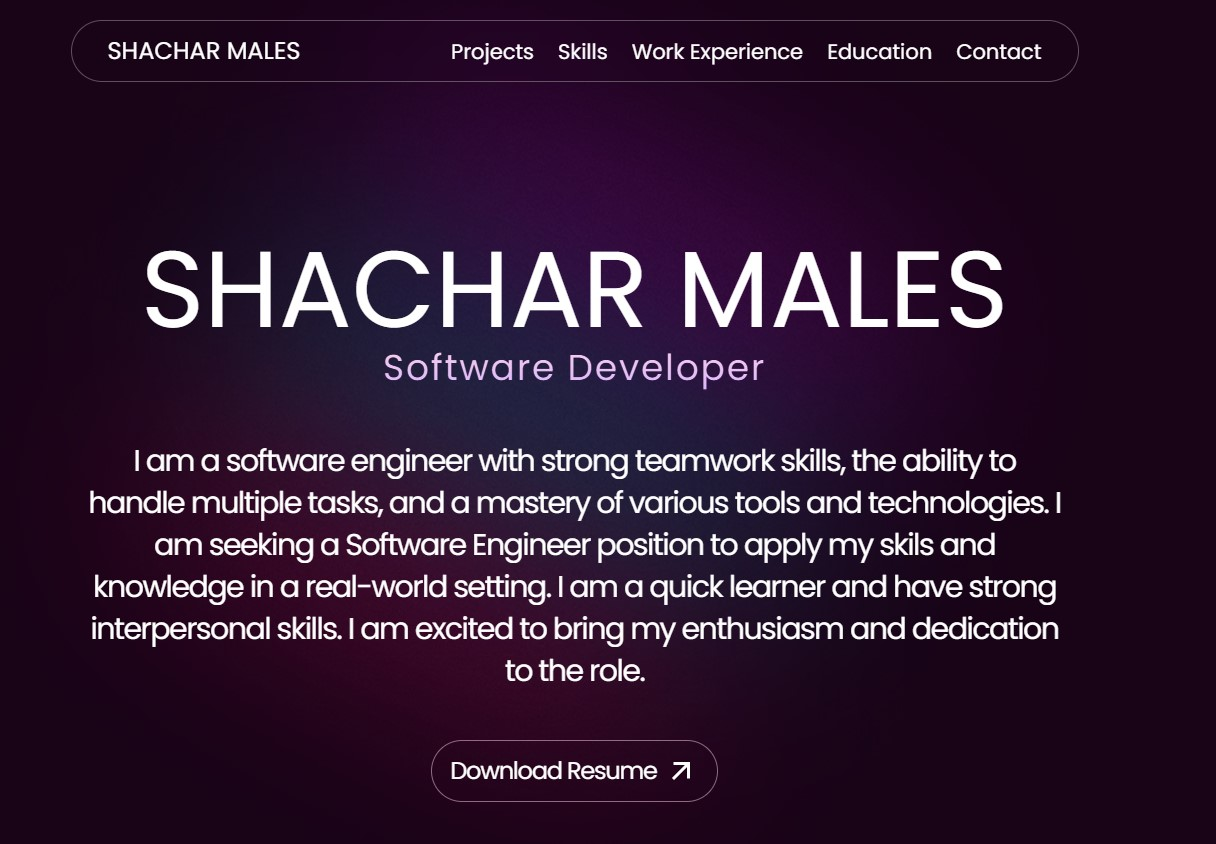 SHACHAR MALES
Projects Skills Work Experience Education Contact
SHACHAR MALES
Software Developer
I am a software engineer with strong teamwork skills, the ability to
handle multiple tasks, and a mastery of various tools and technologies. I
am seeking a Software Engineer position to apply my skils and
knowledge in a real-world setting. I am a quick learner and have strong
interpersonal skills. I am excited to bring my enthusiasm and dedication
to the role.
Download Resume